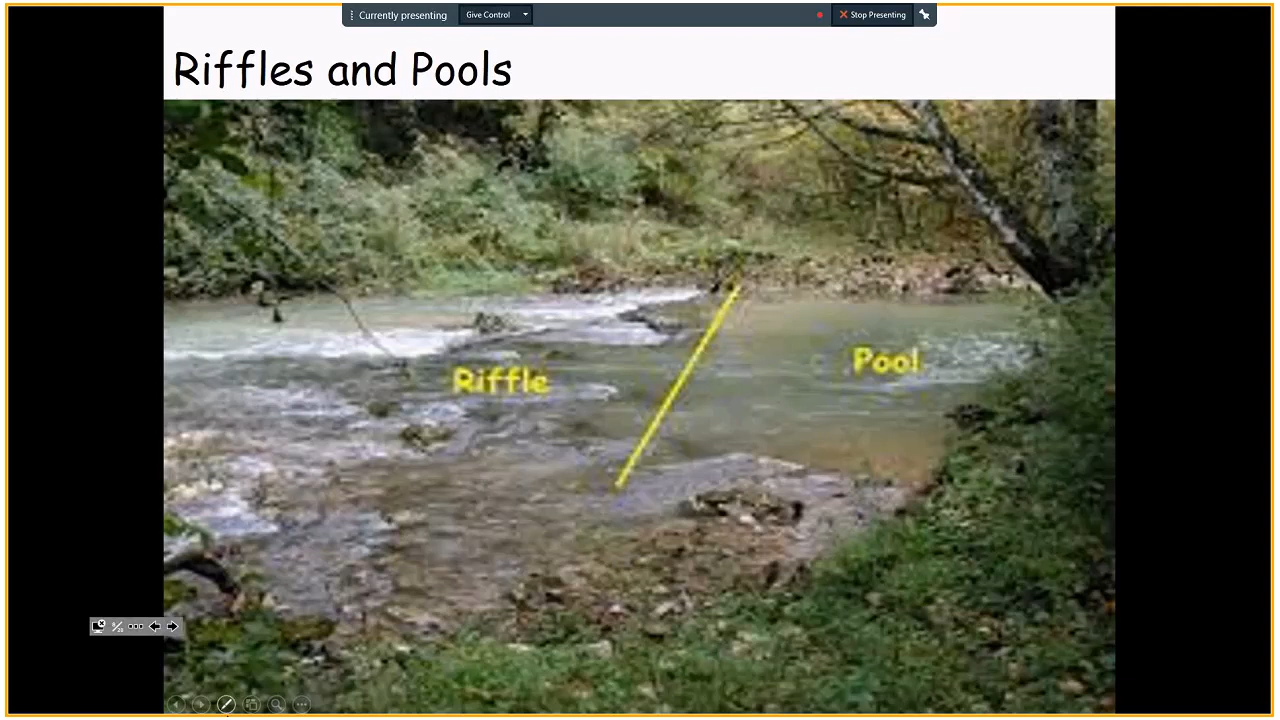 Currently presenting
Give Control
Stop Presenting
Riffles and Pools
Riffle
Pool